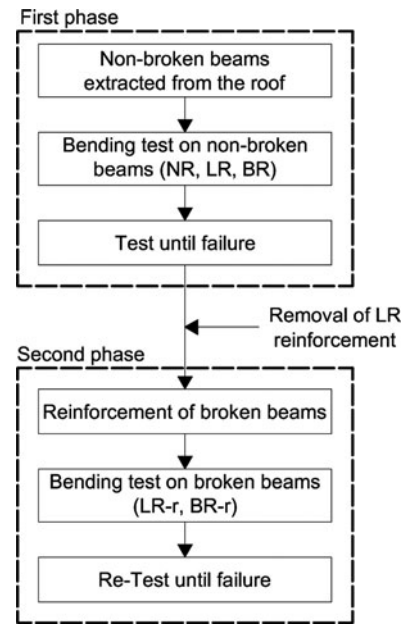 First phase
Non-broken beams
extracted from the roof
Bending test on non-broken
beams (NR, LR, BR)
Test until failure
Removal of LR
reinforcement
Second phase
Reinforcement of broken beams
Bending test on broken beams
(LR-r, BR-r)
Re-Test until failure